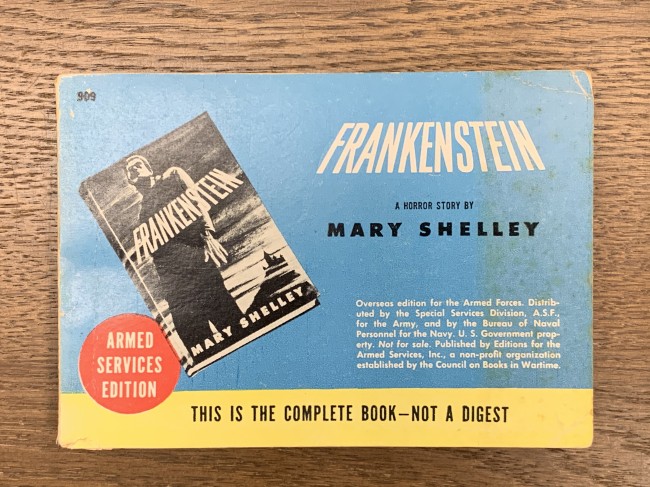 909
FRANKENSTEIN
MARY SHELLEY
ARMED
SERVICES
EDITION
FRANKENSTEIN
A HORROR STORY BY
MARY SHELLEY
Overseas edition for the Armed Forces. Distrib-
uted by the Special Services Division, A.S.F.,
for the Army, and by the Bureau of Naval
Personnel for the Navy. U. S. Government prop-
erty. Not for sale. Published by Editions for the
Armed Services, Inc., a non-profit organization
established by the Council on Books in Wartime.
THIS IS THE COMPLETE BOOK—NOT A DIGEST